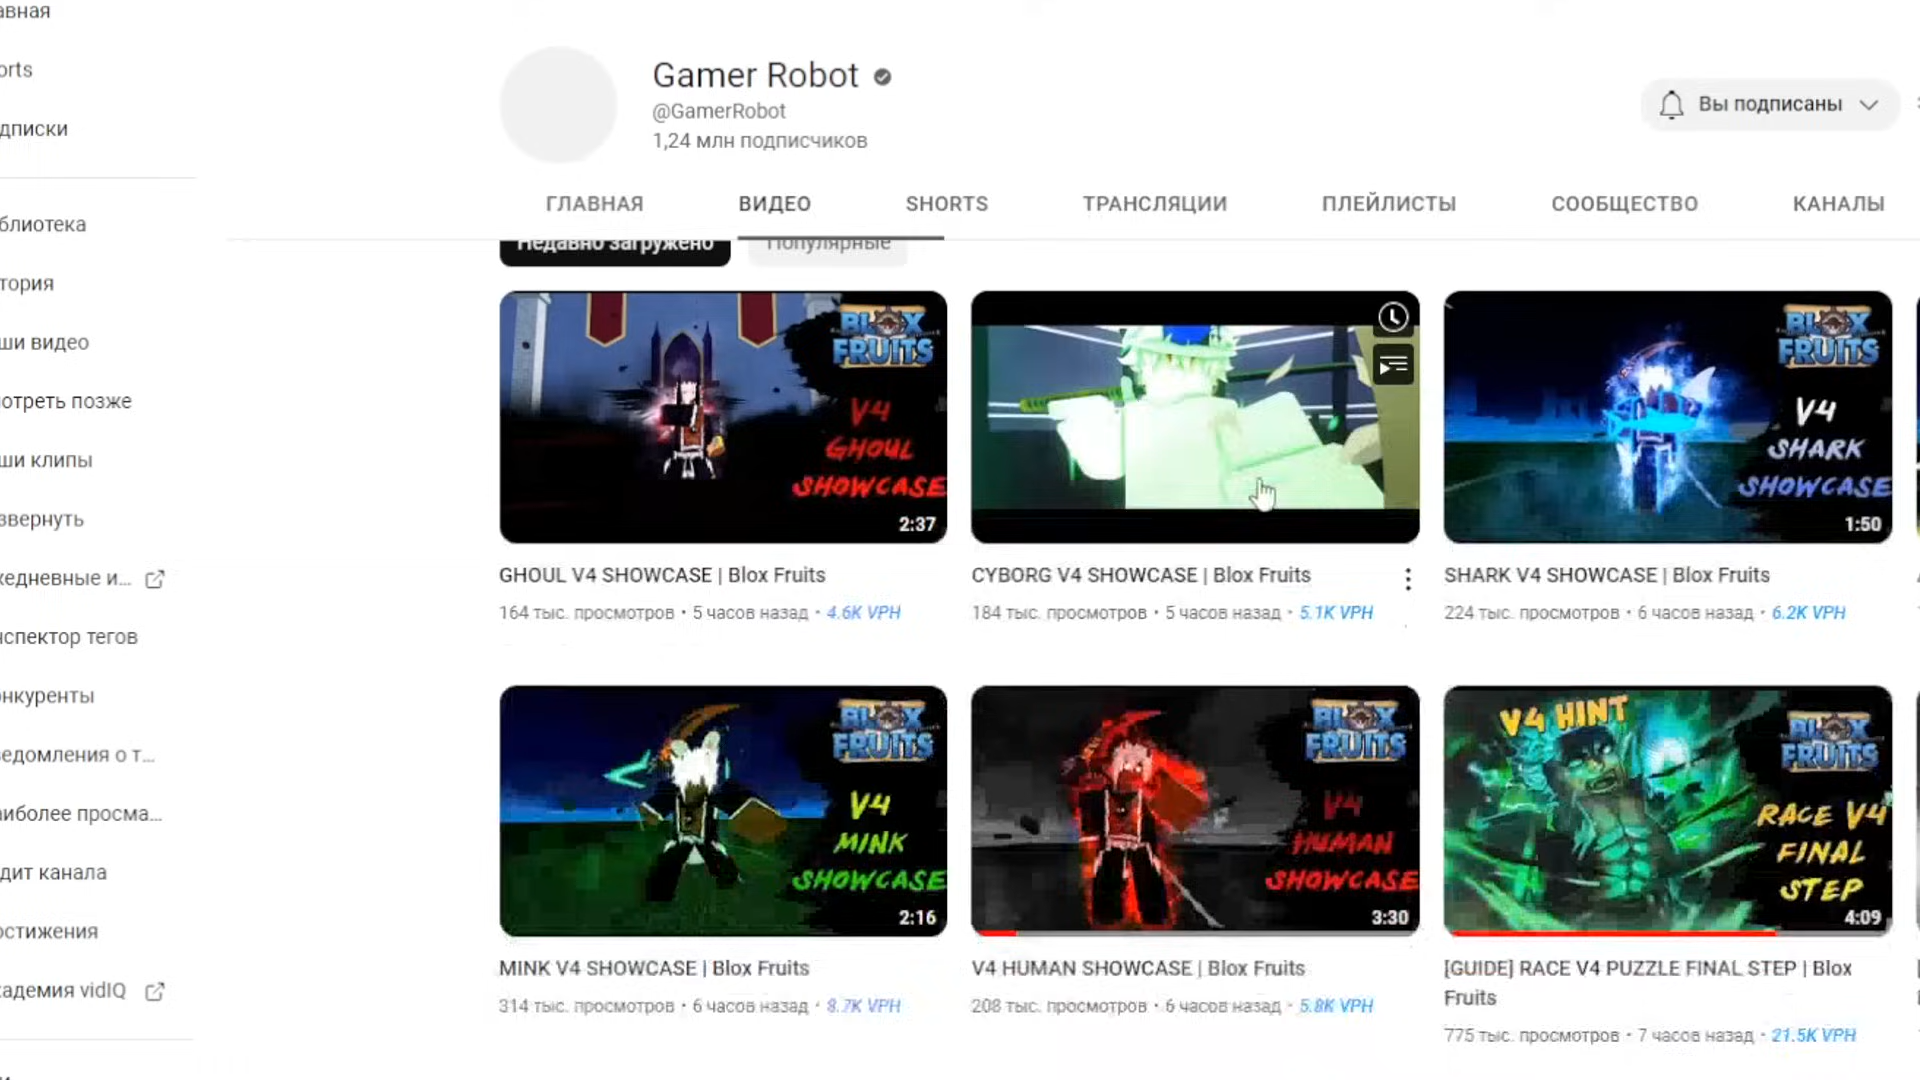 авная
Gamer Robot
orts
@GamerRobot
Вы подписаны
дписки
1,24 млн подписчиков
ГЛАВНАЯ ВИДЕО SHORTS ТРАНСЛЯЦИИ ПЛЕЙЛИСТЫ СООБЩЕСТВО КАНАЛЫ
блиотека
Недавно загружено Популярные
тория
ши видео
отреть позже
ши клипы
звернуть
кедневные и...
спектор тегов
нкуренты
едомления о т...
иболее просма...
дит канала
остижения
адемия vidIQ
BLOX
FRUITS
V4
GHOUL
SHOWCASE
2:37
GHOUL V4 SHOWCASE | Blox Fruits
164 тыс. просмотров • 5 часов назад • 4.6K VPH
CYBORG V4 SHOWCASE | Blox Fruits
184 тыс. просмотров • 5 часов назад • 5.1K VPH
BLOX
FRUITS
V4
SHARK
SHOWCASE
1:50
SHARK V4 SHOWCASE | Blox Fruits
224 тыс. просмотров • 6 часов назад • 6.2K VPH
BLOX
FRUITS
V4
MINK
SHOWCASE
2:16
MINK V4 SHOWCASE | Blox Fruits
314 тыс. просмотров • 6 часов назад • 8.7K VPH
BLOX
FRUITS
V4
HUMAN
SHOWCASE
3:30
V4 HUMAN SHOWCASE | Blox Fruits
208 тыс. просмотров • 6 часов назад • 5.8K VPH
V4 HINT
BLOX
FRUITS
RACE V4
FINAL
STEP
4:09
[GUIDE] RACE V4 PUZZLE FINAL STEP | Blox
Fruits
775 тыс. просмотров • 7 часов назад • 21.5K VPH